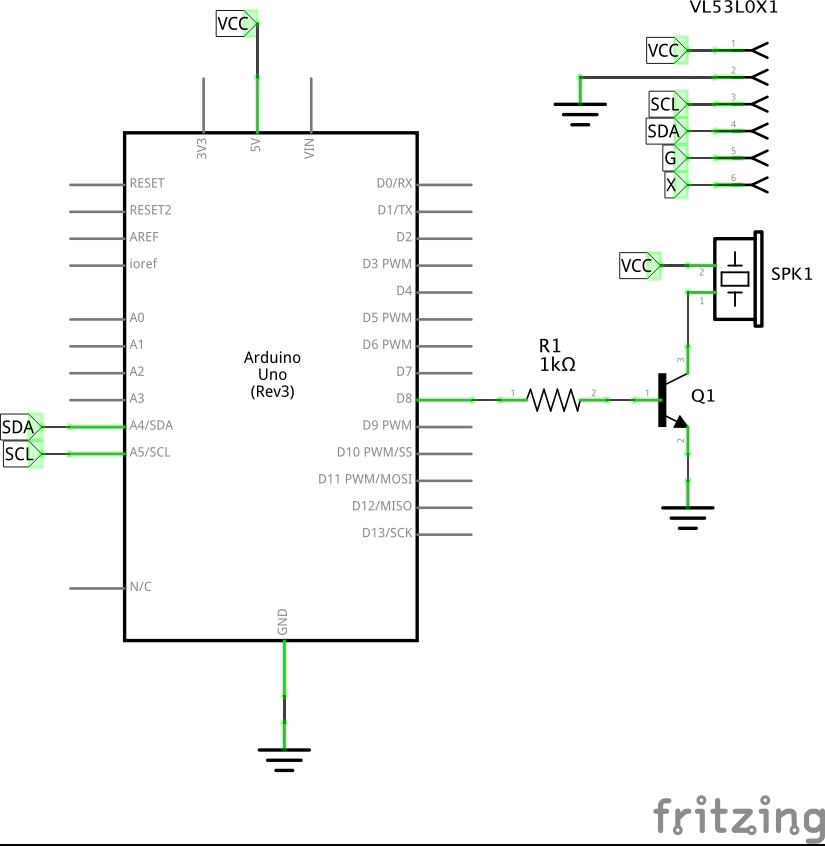 VL53L0X1
VCC
1
2
SCL
3
SDA
4
G
5
X
6
VCC
3V3
5V
VIN
RESET
RESET2
AREF
ioref
A0
A1
A2
A3
SDA
A4/SDA
SCL
A5/SCL
N/C
Arduino
Uno
(Rev3)
GND
D0/RX
D1/TX
D2
D3 PWM
D4
D5 PWM
D6 PWM
D7
D8
D9 PWM
D10 PWM/SS
D11 PWM/MOSI
D12/MISO
D13/SCK
R1
1kΩ
1
2
VCC
2
1
SPK1
3
1
Q1
2
fritzing